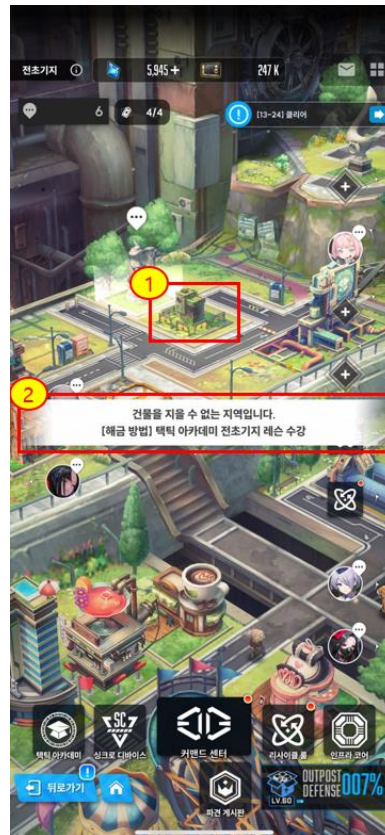 전초기지
5,945 +
247 K
6
4/4
[13-24] 클리어
1
2
건물을 지을 수 없는 지역입니다.
[해금 방법] 택틱 아카데미 전초기지 레슨 수강
택틱 아카데미
싱크로 디바이스
커맨드 센터
리사이클 룸
인프라 코어
뒤로가기
파견 게시판
LV.80
OUTPOST
DEFENSE 007%